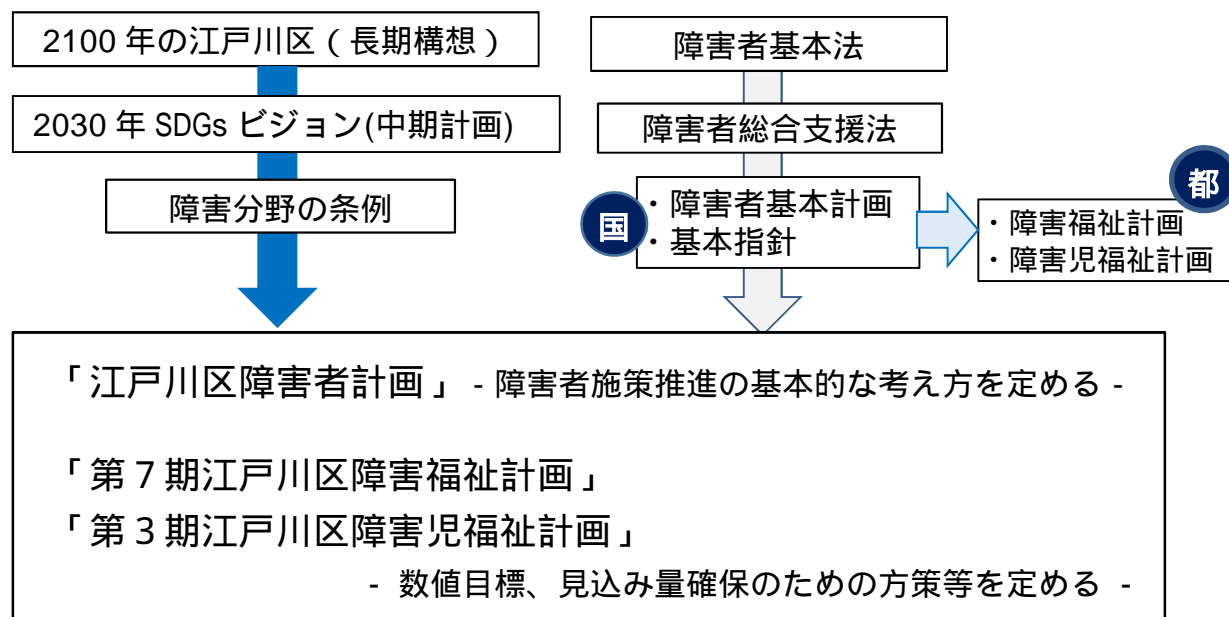 2100 年の江戸川区（長期構想）
2030 年 SDGs ビジョン(中期計画)
障害分野の条例
障害者基本法
障害者総合支援法
国
・障害者基本計画
・基本指針
都
・障害福祉計画
・障害児福祉計画
「江戸川区障害者計画」 - 障害者施策推進の基本的な考え方を定める -
「第７期江戸川区障害福祉計画」
「第３期江戸川区障害児福祉計画」
- 数値目標、見込み量確保のための方策等を定める -